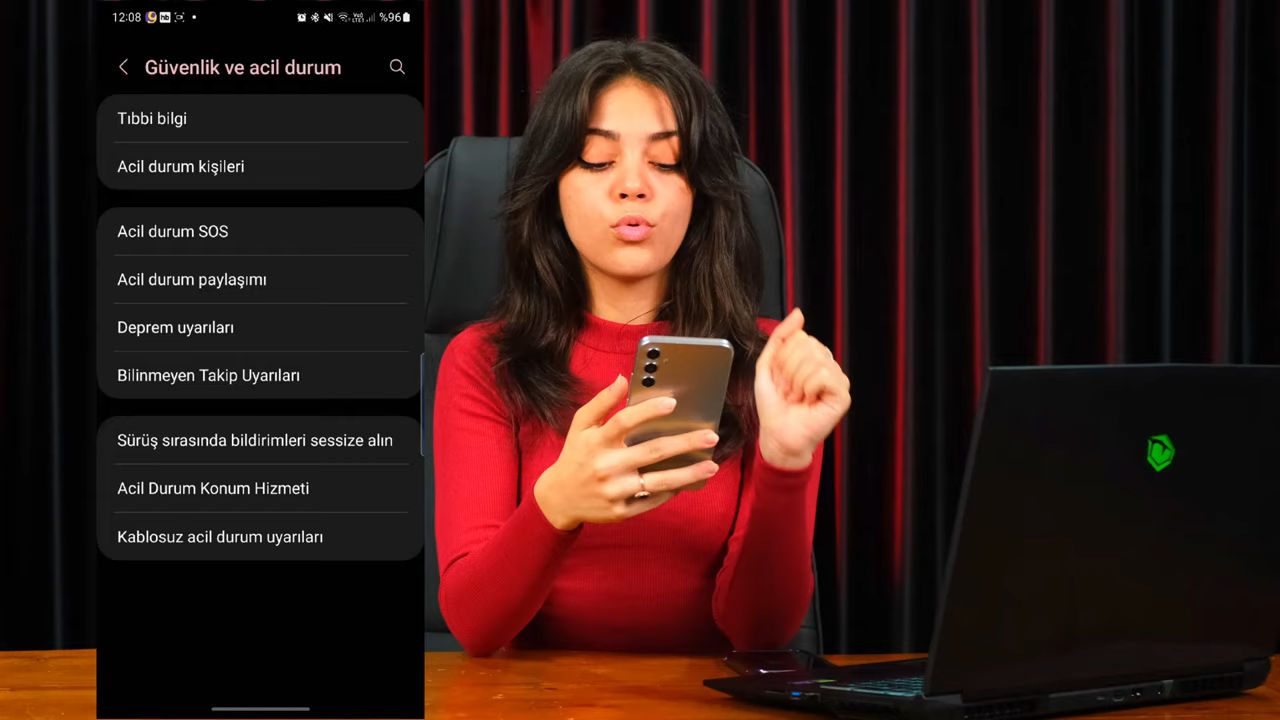 12:08 %96
Güvenlik ve acil durum
Tıbbi bilgi
Acil durum kişileri
Acil durum SOS
Acil durum paylaşımı
Deprem uyarıları
Bilinmeyen Takip Uyarıları
Sürüş sırasında bildirimleri sessize alın
Acil Durum Konum Hizmeti
Kablosuz acil durum uyarıları